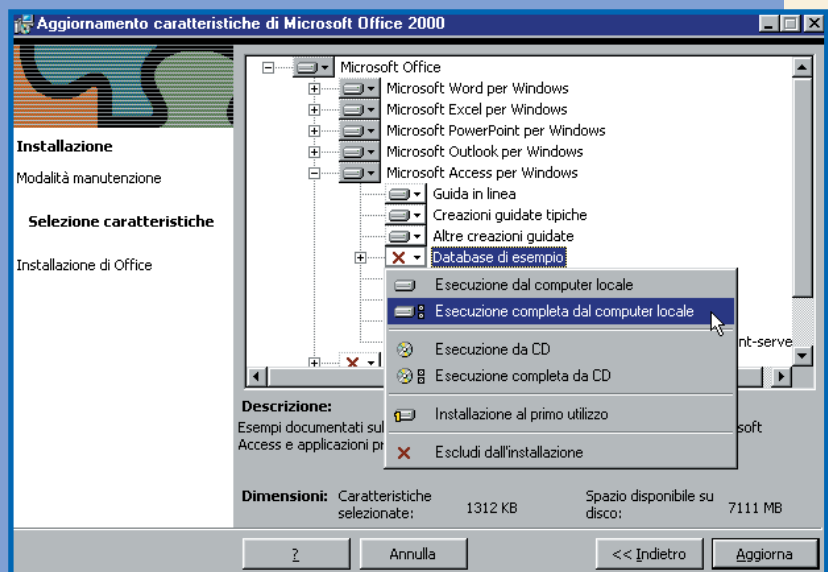 Aggiornamento caratteristiche di Microsoft Office 2000
Installazione
Modalità manutenzione
Selezione caratteristiche
Installazione di Office
Microsoft Office
Microsoft Word per Windows
Microsoft Excel per Windows
Microsoft PowerPoint per Windows
Microsoft Outlook per Windows
Microsoft Access per Windows
Guida in linea
Creazioni guidate tipiche
Altre creazioni guidate
Database di esempio
Esecuzione dal computer locale
Esecuzione completa dal computer locale
nt-serve
Esecuzione da CD
Esecuzione completa da CD
Installazione al primo utilizzo
Escludi dall'installazione
Descrizione:
Esempi documentati sul soft
Access e applicazioni pr
Dimensioni: Caratteristiche selezionate: 1312 KB Spazio disponibile su disco: 7111 MB
? Annulla << Indietro Aggiorna